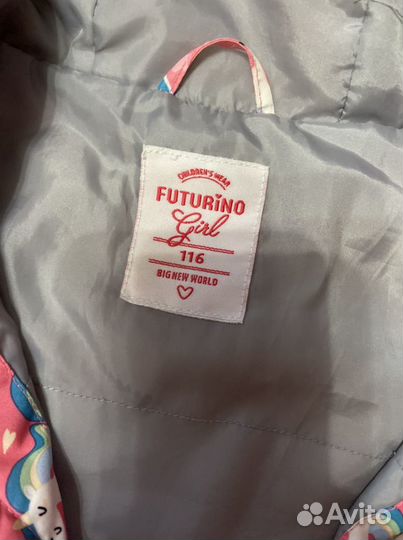 CHILDREN'S WEAR
FUTURINO
Girl
116
BIG NEW WORLD
Avito